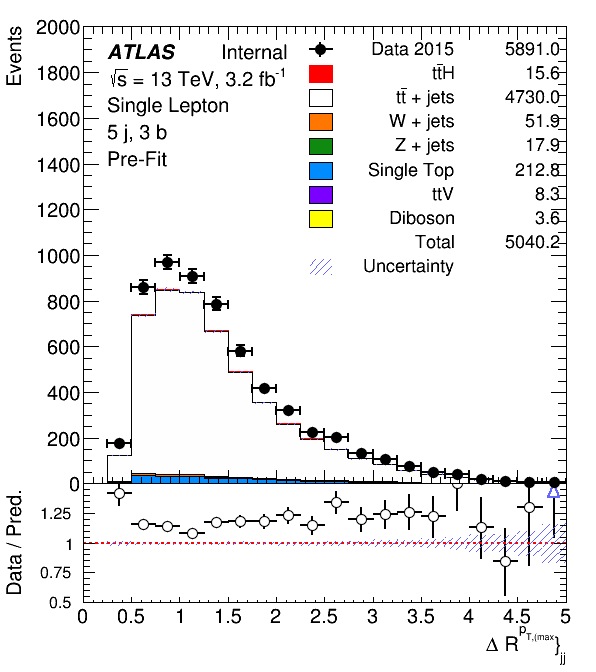 Events
2000
1800
1600
1400
1200
1000
800
600
400
200
0
ATLAS Internal
√s = 13 TeV, 3.2 fb⁻¹
Single Lepton
5 j, 3 b
Pre-Fit
Data 2015 5891.0
tt̄H 15.6
tt̄ + jets 4730.0
W + jets 51.9
Z + jets 17.9
Single Top 212.8
ttV 8.3
Diboson 3.6
Total 5040.2
Uncertainty
Data / Pred.
1.25
1
0.75
0.5
0 0.5 1 1.5 2 2.5 3 3.5 4 4.5 5
Δ R^{p_{T,(max}}}_{jj}